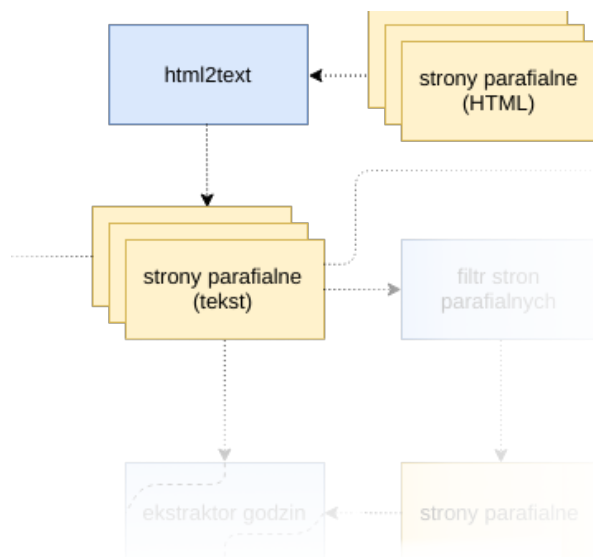 html2text
strony parafialne
(HTML)
strony parafialne
(tekst)
filtr stron
parafialnych
ekstraktor godzin
strony parafialne